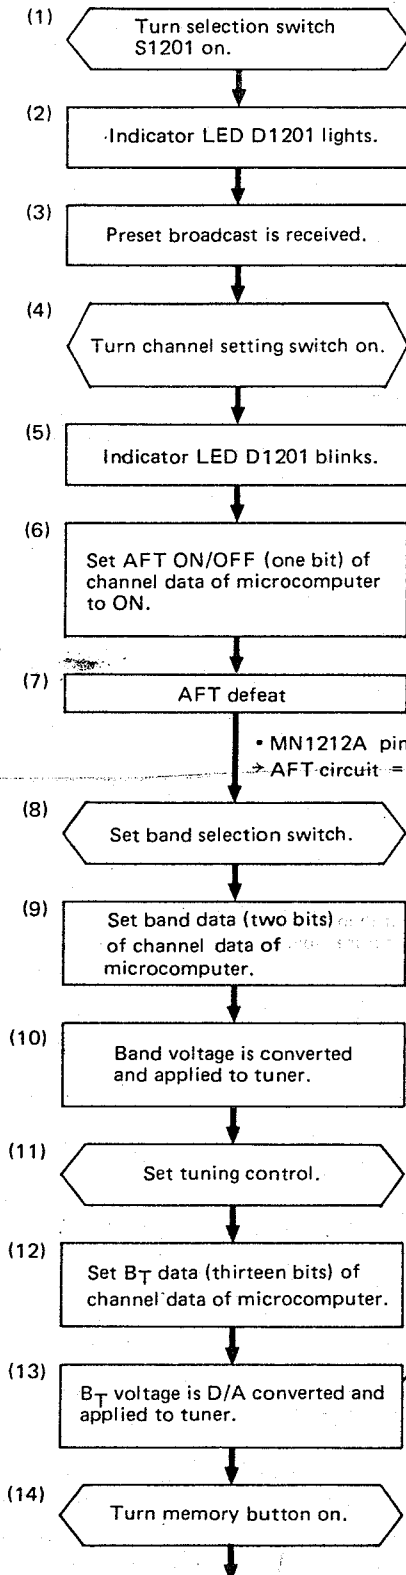 (1) Turn selection switch
S1201 on.
(2) Indicator LED D1201 lights.
(3) Preset broadcast is received.
(4) Turn channel setting switch on.
(5) Indicator LED D1201 blinks.
(6) Set AFT ON/OFF (one bit) of
channel data of microcomputer
to ON.
(7) AFT defeat
• MN1212A pin
→ AFT circuit =
(8) Set band selection switch.
(9) Set band data (two bits)
of channel data of
microcomputer.
(10) Band voltage is converted
and applied to tuner.
(11) Set tuning control.
(12) Set BT data (thirteen bits) of
channel data of microcomputer.
(13) BT voltage is D/A converted and
applied to tuner.
(14) Turn memory button on.